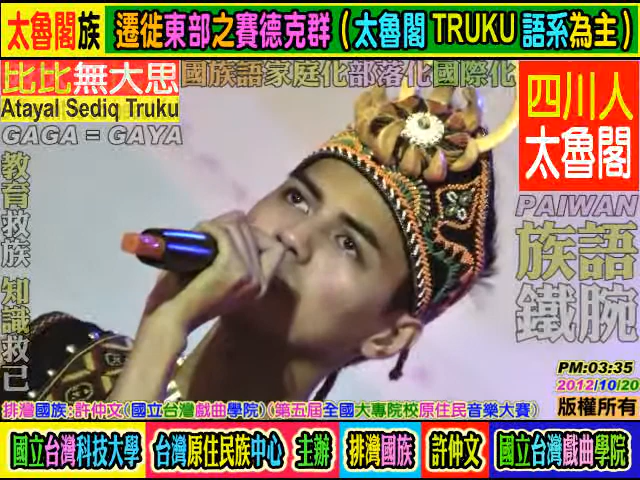 太魯閣族 遷徙東部之賽德克群(太魯閣 TRUKU 語系為主)
比比無大思
國族語家庭化部落化國際化
Atayal Sediq Truku
GAGA = GAYA
四川人
太魯閣
教育救族 知識救己
PAIWAN
族語
鐵腕
PM:03:35
2012/10/20
版權所有
排灣國族:許仲文(國立台灣戲曲學院)(第五屆全國大專院校原住民音樂大賽)
國立台灣科技大學 台灣原住民族中心 主辦 排灣國族 許仲文 國立台灣戲曲學院